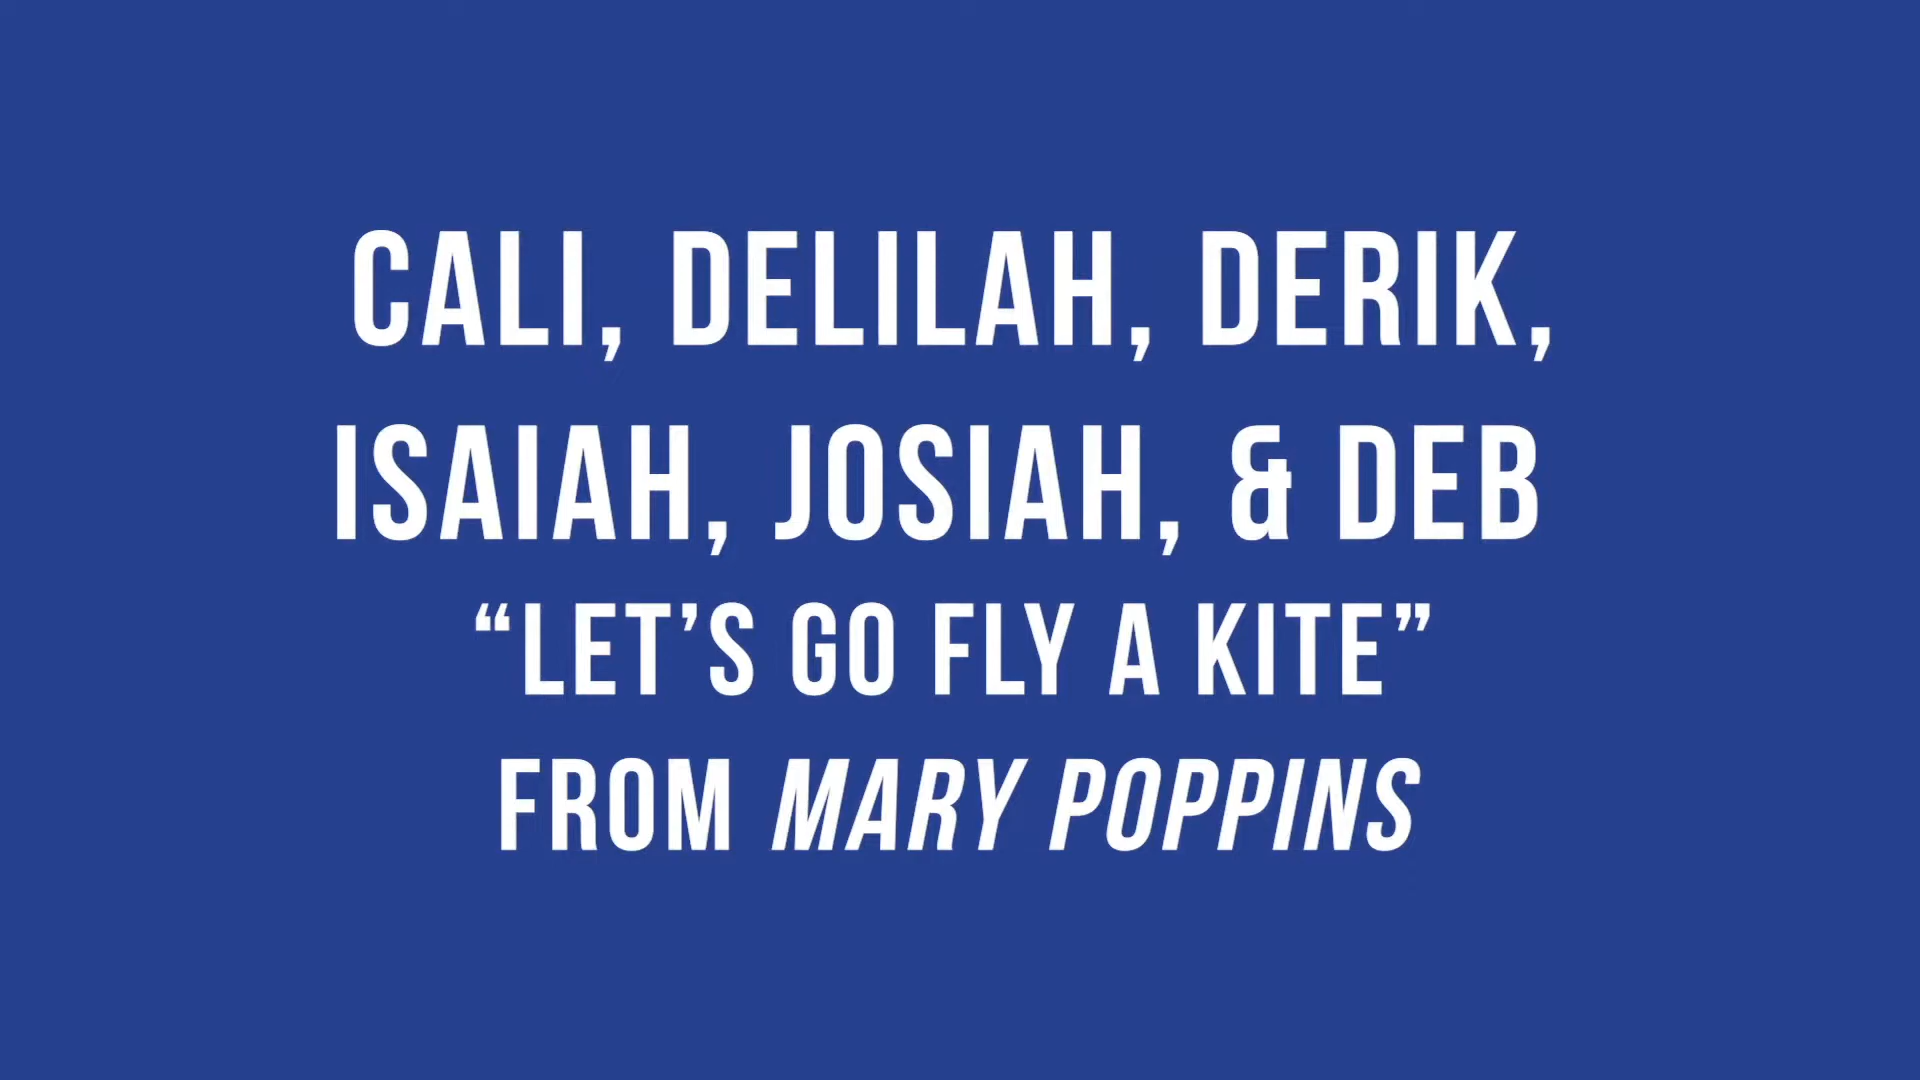 CALI, DELILAH, DERIK,
ISAIAH, JOSIAH, & DEB
“LET’S GO FLY A KITE”
FROM MARY POPPINS